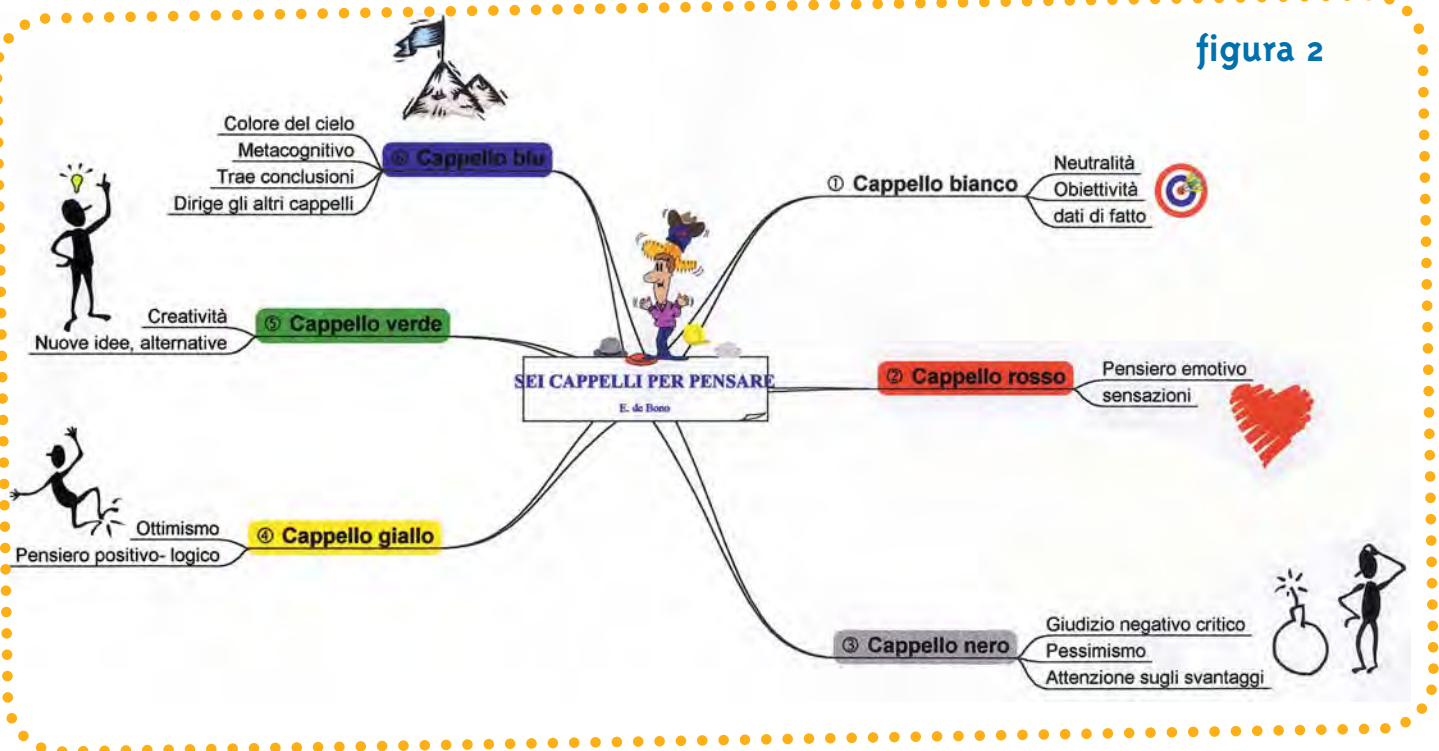 figura 2
SEI CAPPELLI PER PENSARE
E. de Bono
① Cappello bianco
Neutralità
Obiettività
dati di fatto
② Cappello rosso
Pensiero emotivo
sensazioni
③ Cappello nero
Giudizio negativo critico
Pessimismo
Attenzione sugli svantaggi
④ Cappello giallo
Ottimismo
Pensiero positivo- logico
⑤ Cappello verde
Creatività
Nuove idee, alternative
⑥ Cappello blu
Colore del cielo
Metacognitivo
Trae conclusioni
Dirige gli altri cappelli